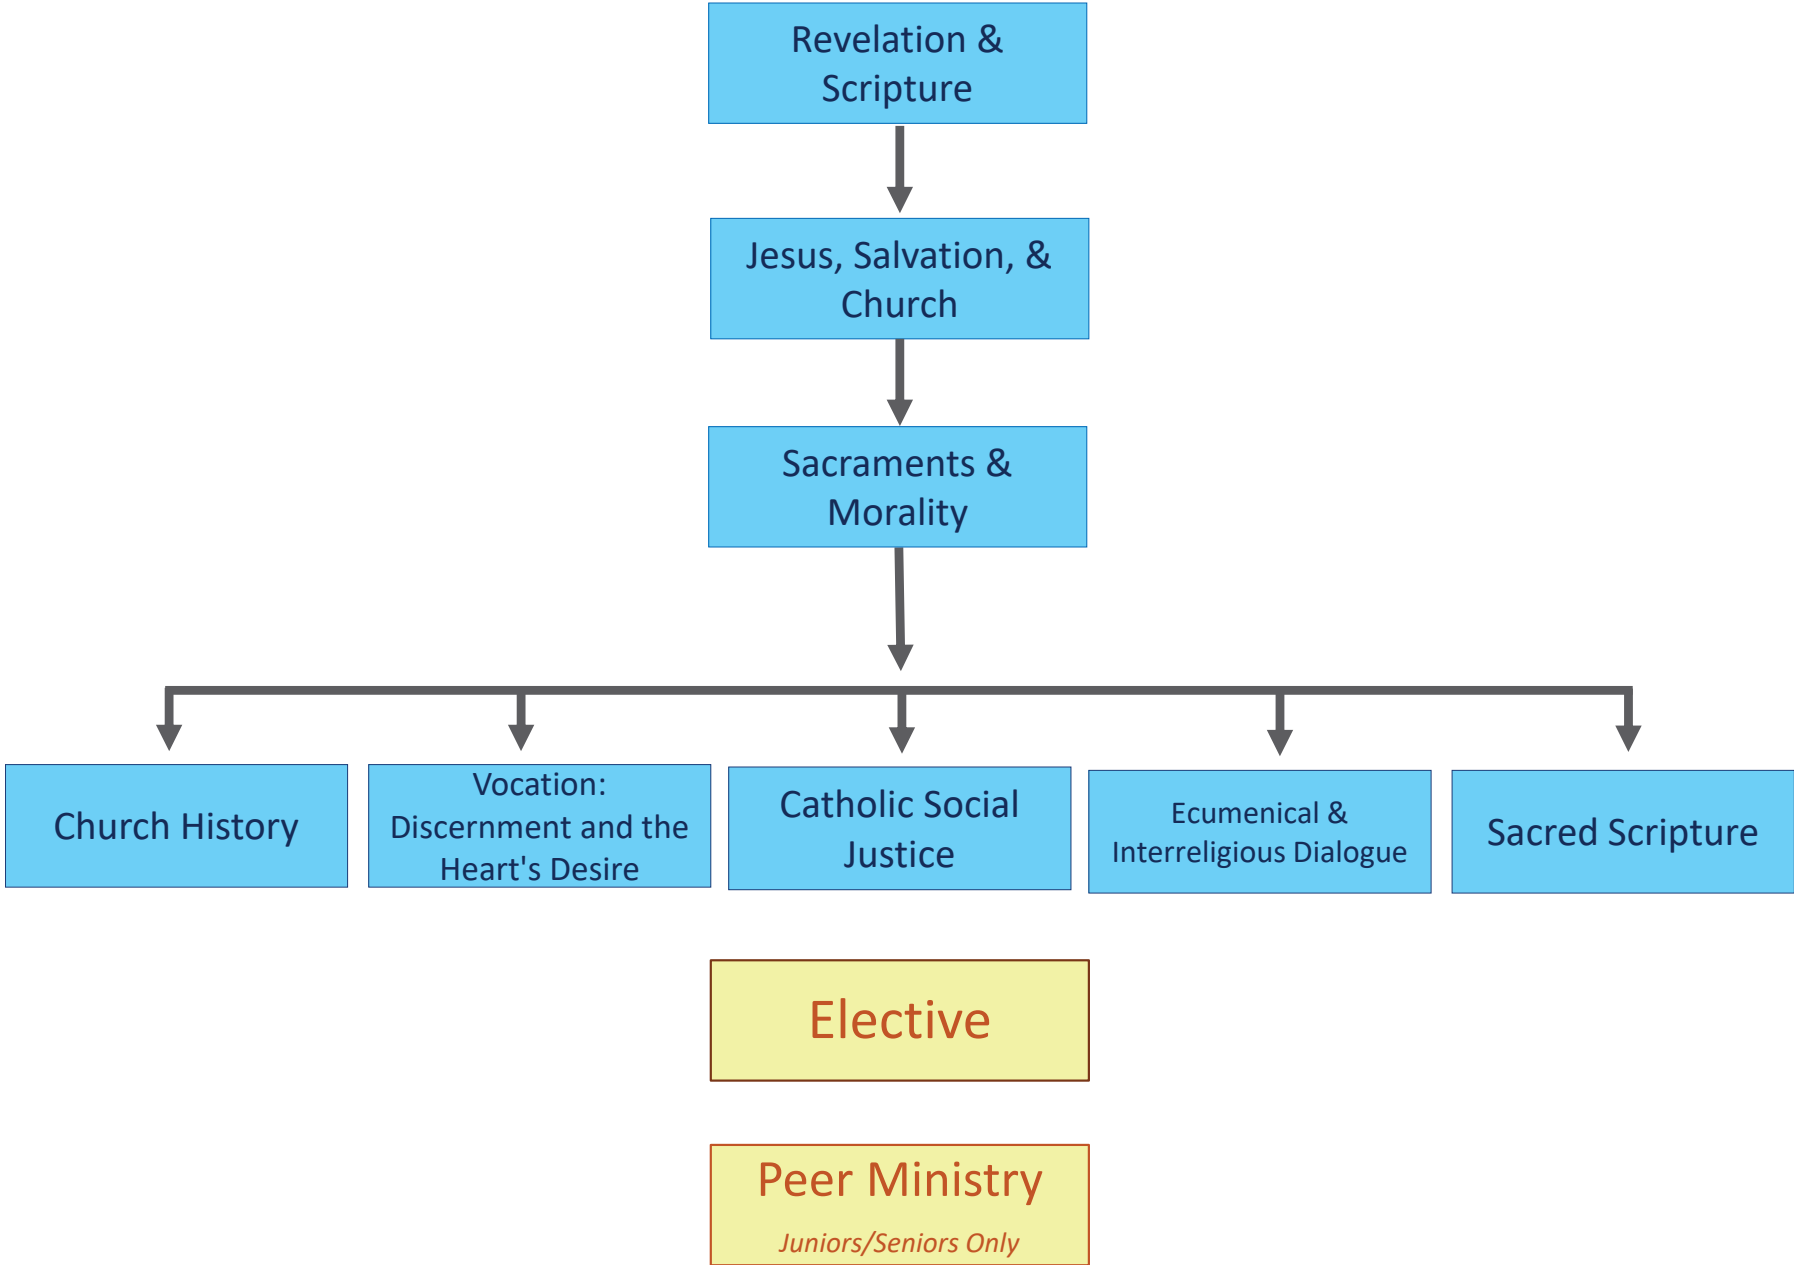 Revelation &
Scripture
Jesus, Salvation, &
Church
Sacraments &
Morality
Church History
Vocation:
Discernment and the
Heart's Desire
Catholic Social
Justice
Ecumenical &
Interreligious Dialogue
Sacred Scripture
Elective
Peer Ministry
Juniors/Seniors Only